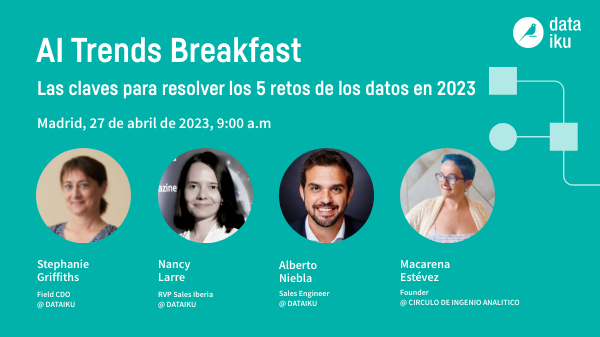 data
iku
AI Trends Breakfast
Las claves para resolver los 5 retos de los datos en 2023
Madrid, 27 de abril de 2023, 9:00 a.m
azine
Stephanie
Griffiths
Field CDO
@ DATAIKU
Nancy
Larre
RVP Sales Iberia
@ DATAIKU
Alberto
Niebla
Sales Engineer
@ DATAIKU
Macarena
Estévez
Founder
@ CIRCULO DE INGENIO ANALITICO